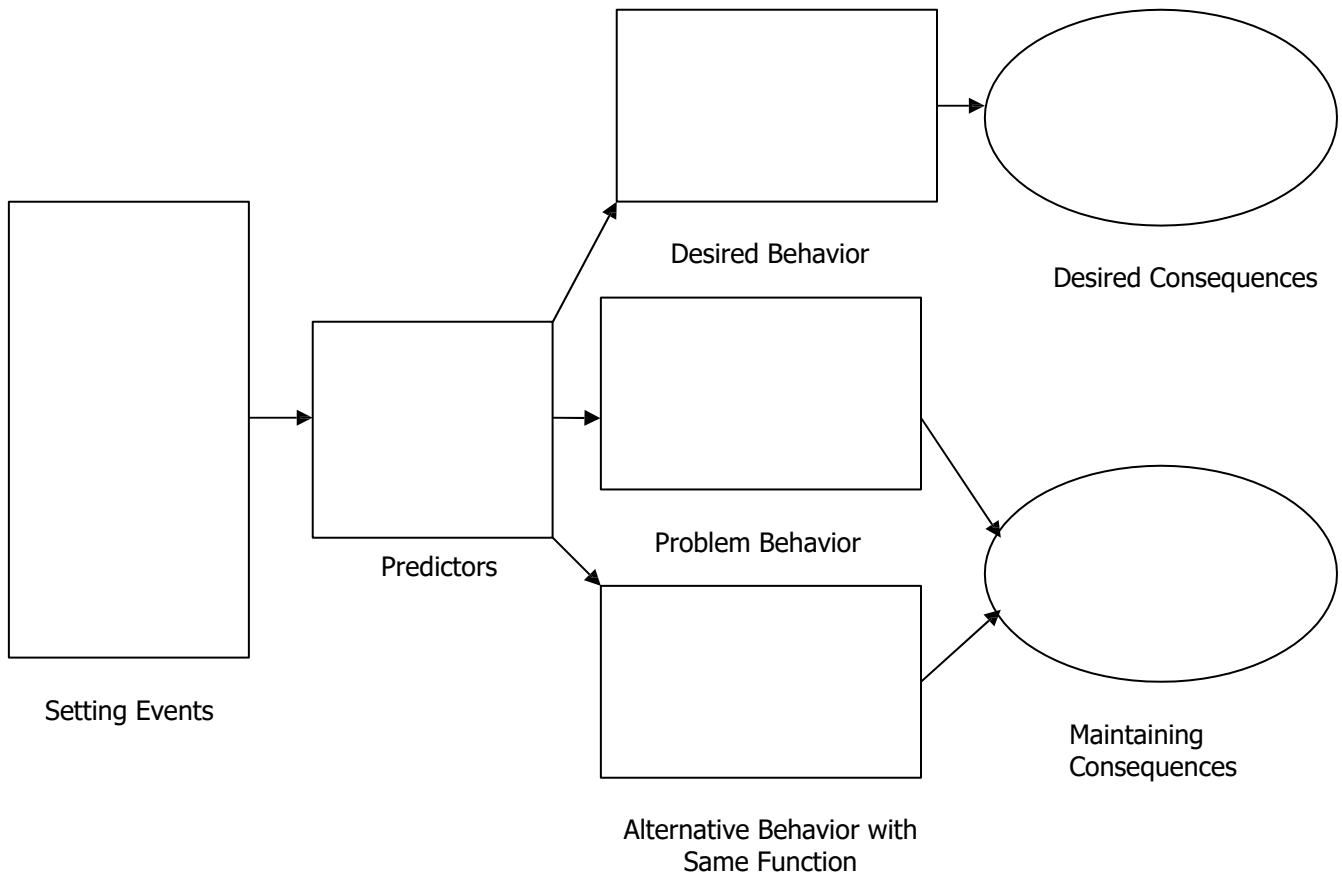 Desired Behavior
Desired Consequences
Problem Behavior
Predictors
Setting Events
Maintaining
Consequences
Alternative Behavior with
Same Function